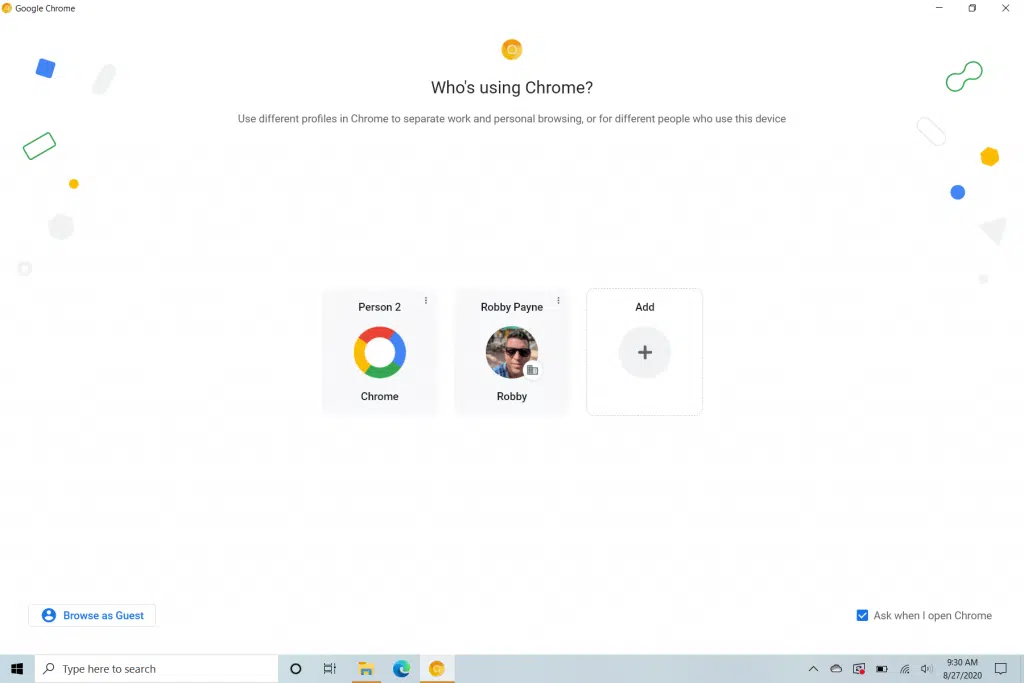 Google Chrome
Who's using Chrome?
Use different profiles in Chrome to separate work and personal browsing, or for different people who use this device
Person 2
Chrome
Robby Payne
Robby
Add
Browse as Guest
Ask when I open Chrome
Type here to search
9:30 AM
8/27/2020